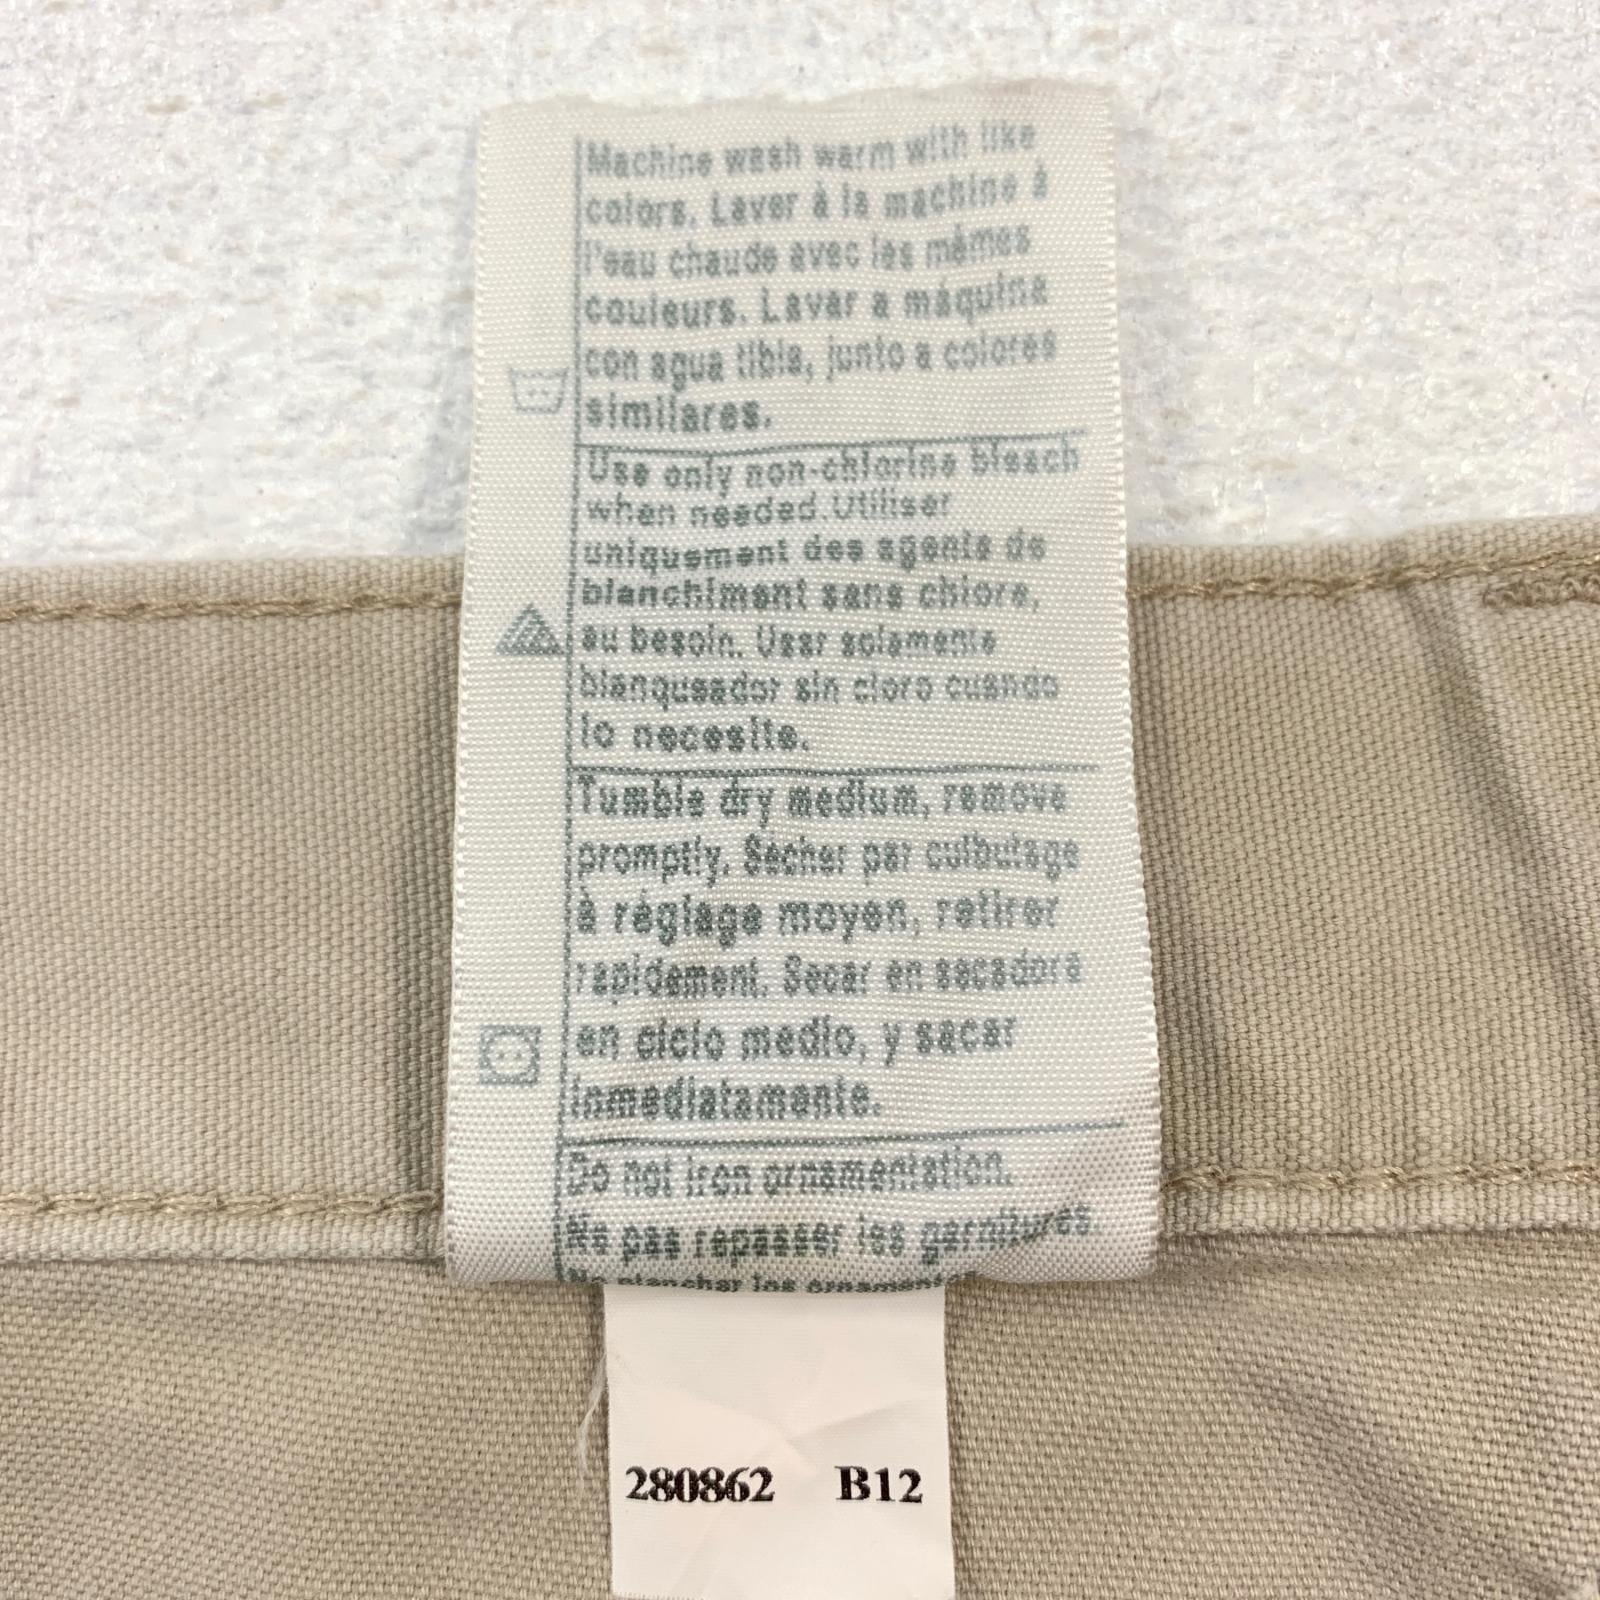 Machine wash warm with like
colors. Laver à la machine à
l'eau chaude avec les mêmes
couleurs. Lavar a máquina
con agua tibia, junto a colores
similares.
Use only non-chlorine bleach
when needed.Utiliser
uniquement des agents de
blanchiment sans chlore,
au besoin. Usar solamente
blanqueador sin cloro cuando
lo necesite.
Tumble dry medium, remove
promptly. Sécher par culbutage
à réglage moyen, retirer
rapidement. Secar en secadora
en ciclo medio, y sacar
inmediatamente.
Do not iron ornamentation.
Ne pas repasser les garnitures.
No planchar los ornamentos
280862 B12